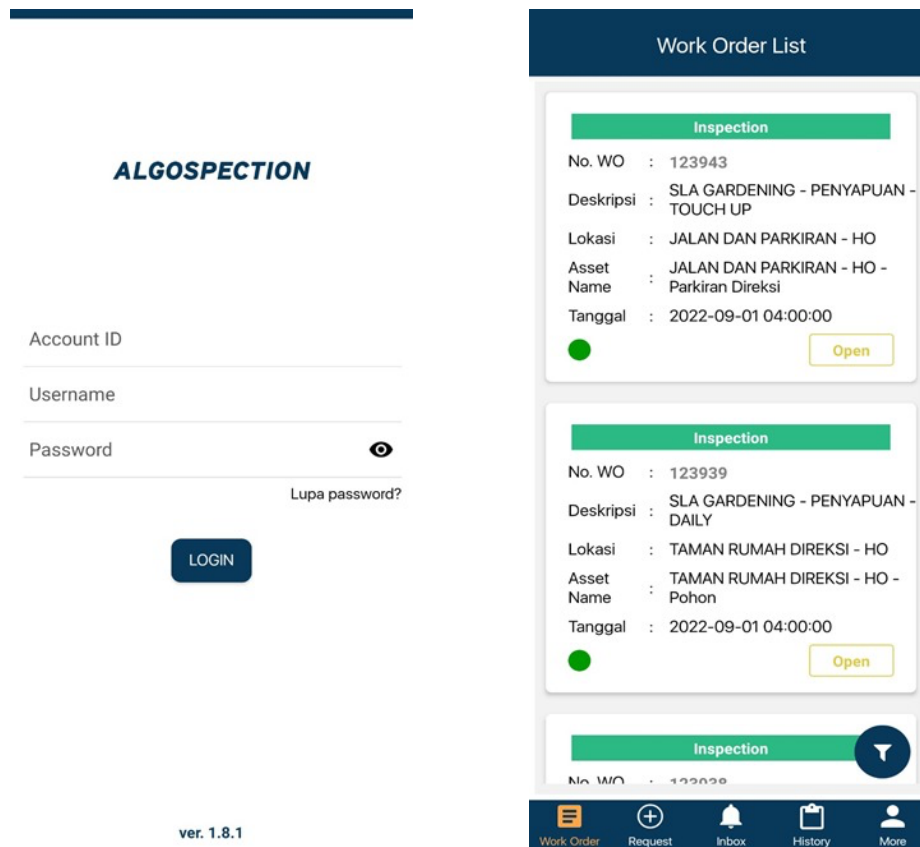 ALGOSPECTION
Account ID
Username
Password
Lupa password?
LOGIN
ver. 1.8.1
Work Order List
Inspection
No. WO : 123943
Deskripsi : SLA GARDENING - PENYAPUAN -
TOUCH UP
Lokasi : JALAN DAN PARKIRAN - HO
Asset Name : JALAN DAN PARKIRAN - HO -
Parkiran Direksi
Tanggal : 2022-09-01 04:00:00
Open
Inspection
No. WO : 123939
Deskripsi : SLA GARDENING - PENYAPUAN -
DAILY
Lokasi : TAMAN RUMAH DIREKSI - HO
Asset Name : TAMAN RUMAH DIREKSI - HO -
Pohon
Tanggal : 2022-09-01 04:00:00
Open
Inspection
No. WO :
Work Order Request Inbox History More